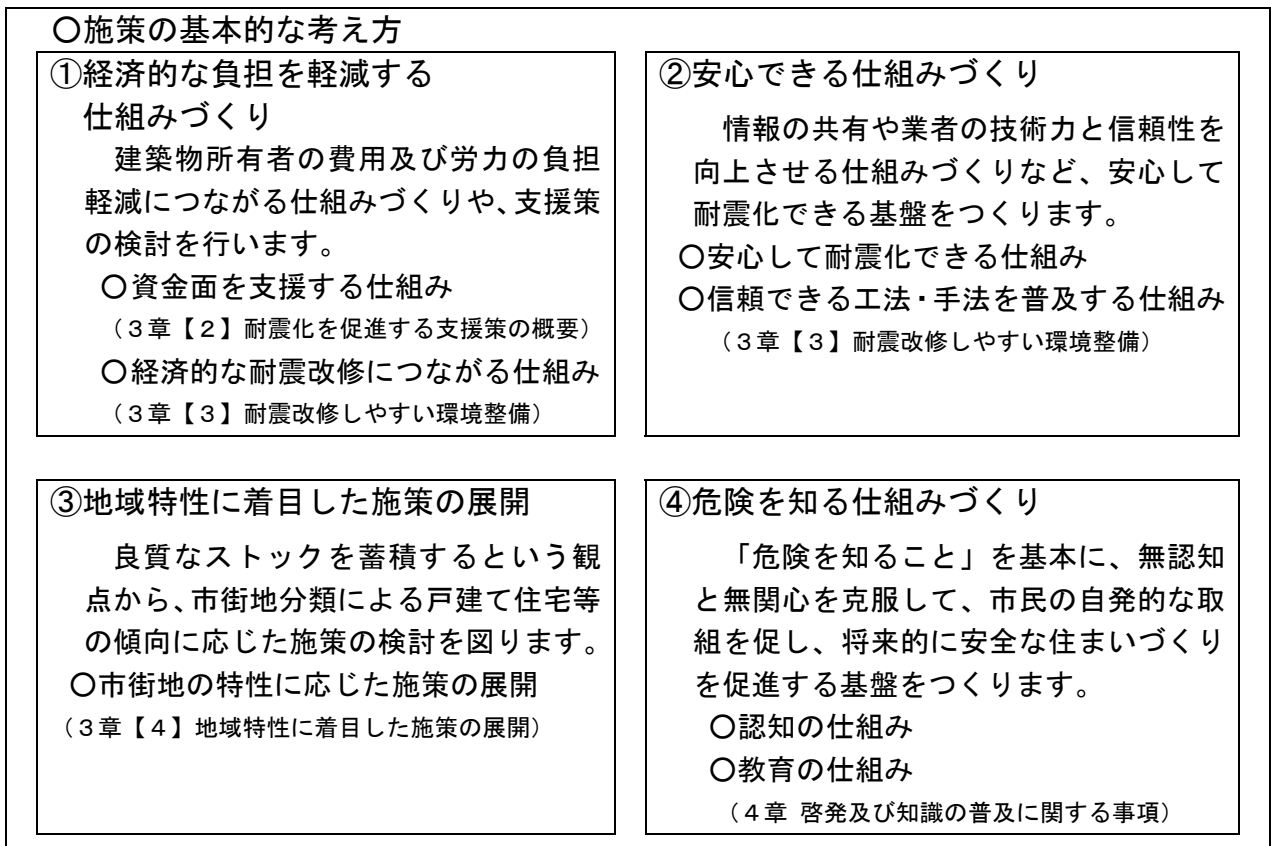 〇施策の基本的な考え方
①経済的な負担を軽減する
仕組みづくり
建築物所有者の費用及び労力の負担
軽減につながる仕組みづくりや、支援策
の検討を行います。
〇資金面を支援する仕組み
（３章【２】耐震化を促進する支援策の概要）
〇経済的な耐震改修につながる仕組み
（３章【３】耐震改修しやすい環境整備）
②安心できる仕組みづくり
情報の共有や業者の技術力と信頼性を
向上させる仕組みづくりなど、安心して
耐震化できる基盤をつくります。
〇安心して耐震化できる仕組み
〇信頼できる工法・手法を普及する仕組み
（３章【３】耐震改修しやすい環境整備）
③地域特性に着目した施策の展開
良質なストックを蓄積するという観
点から、市街地分類による戸建て住宅等
の傾向に応じた施策の検討を図ります。
〇市街地の特性に応じた施策の展開
（３章【４】地域特性に着目した施策の展開）
④危険を知る仕組みづくり
「危険を知ること」を基本に、無認知
と無関心を克服して、市民の自発的な取
組を促し、将来的に安全な住まいづくり
を促進する基盤をつくります。
〇認知の仕組み
〇教育の仕組み
（４章 啓発及び知識の普及に関する事項）